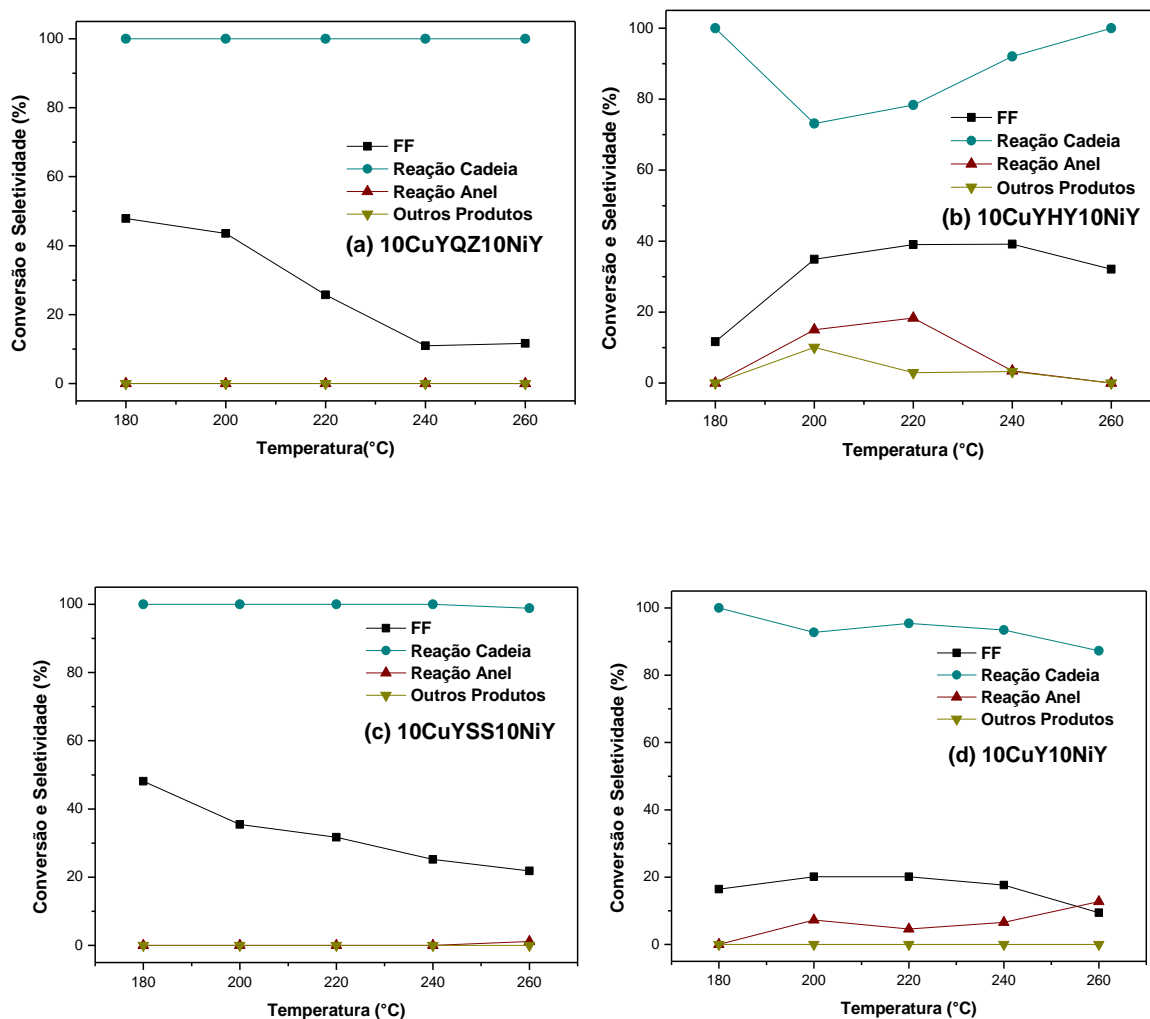 Conversão e Seletividade (%)
100
80
60
40
20
0
FF
Reação Cadeia
Reação Anel
Outros Produtos
(a) 10CuYQZ10NiY
180 200 220 240 260
Temperatura(°C)
Conversão e Seletividade (%)
100
80
60
40
20
0
FF
Reação Cadeia
Reação Anel
Outros Produtos
(b) 10CuYHY10NiY
180 200 220 240 260
Temperatura (°C)
Conversão e Seletividade (%)
100
80
60
40
20
0
FF
Reação Cadeia
Reação Anel
Outros Produtos
(c) 10CuYSS10NiY
180 200 220 240 260
Temperatura (°C)
Conversão e Seletividade (%)
100
80
60
40
20
0
FF
Reação Cadeia
Reação Anel
Outros Produtos
(d) 10CuY10NiY
180 200 220 240 260
Temperatura (°C)